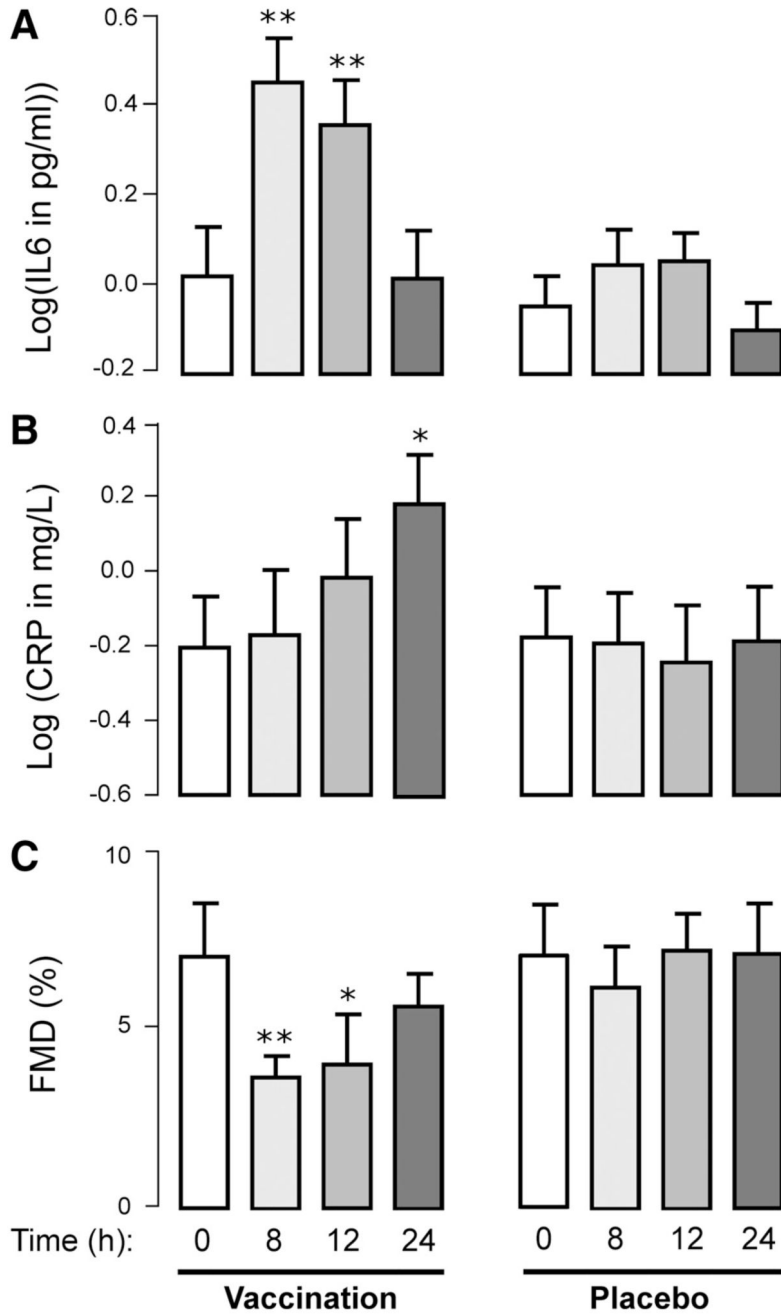 A
Log(IL6 in pg/ml))
0.6
0.4
0.2
0.0
-0.2
**
**
B
Log (CRP in mg/L)
0.4
0.2
0.0
-0.2
-0.4
-0.6
*
C
FMD (%)
10
5
0
**
*
Time (h): 0 8 12 24 0 8 12 24
Vaccination Placebo